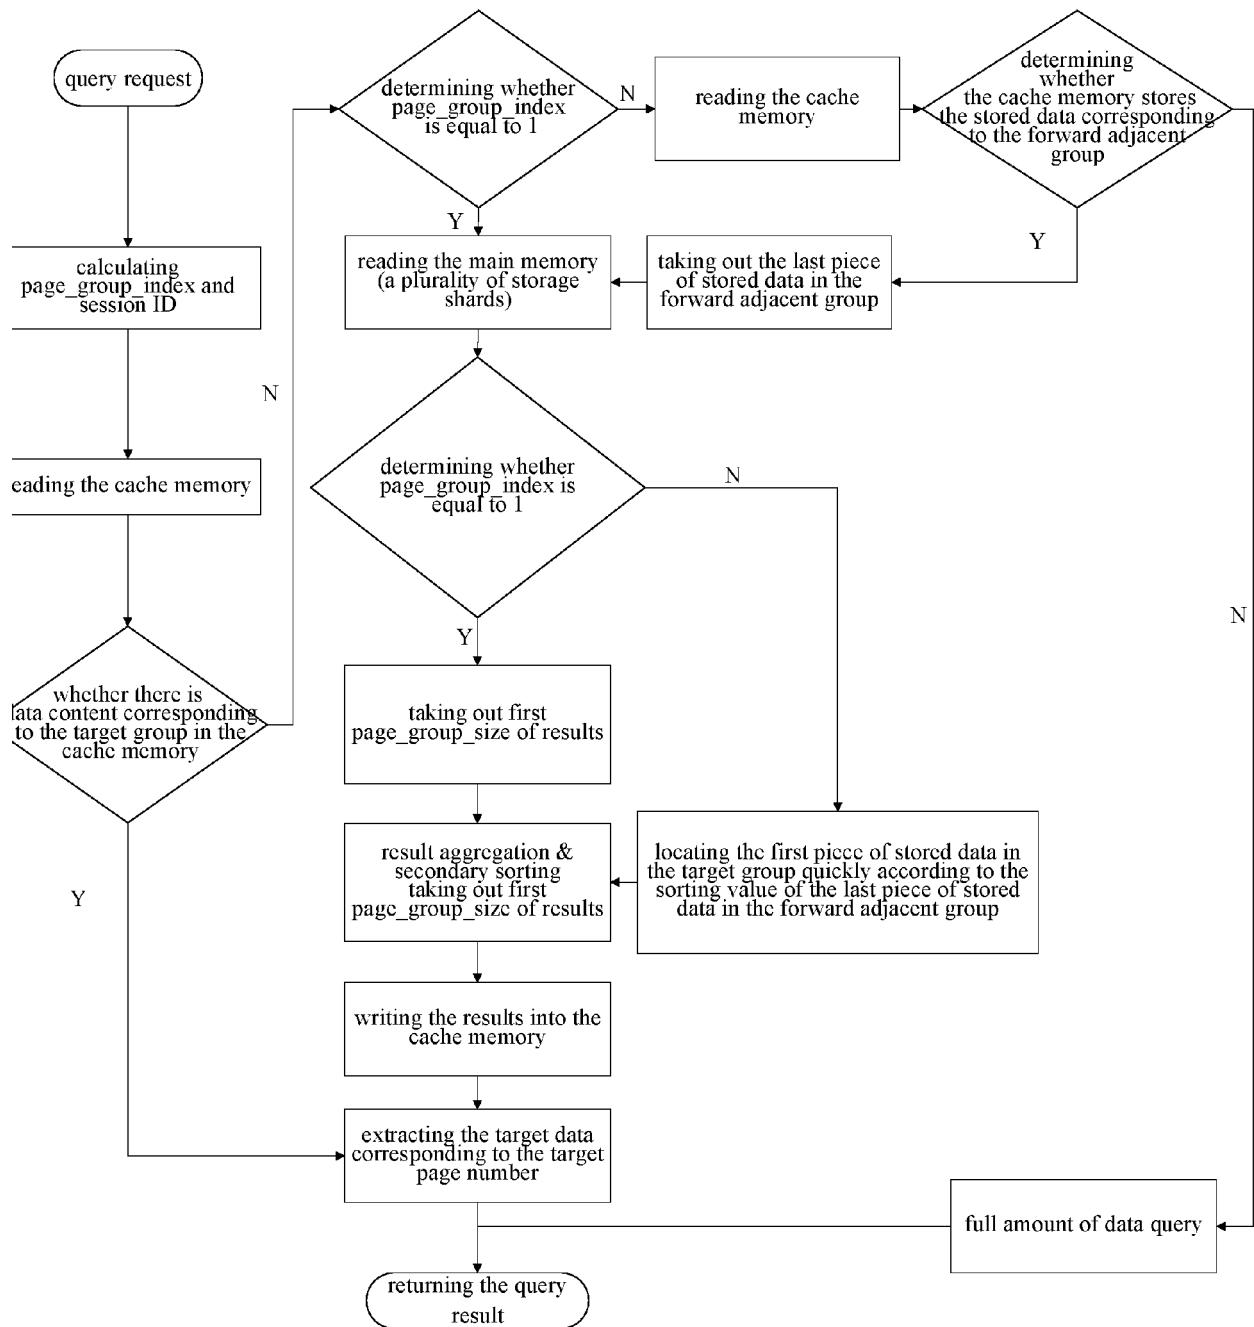 query request
calculating
page_group_index and
session ID
eading the cache memory
whether there is
lata content corresponding
to the target group in the
cache memory
Y
N
determining whether
page_group_index
is equal to 1
N
Y
reading the cache
memory
determining
whether
the cache memory stores
the stored data corresponding
to the forward adjacent
group
Y
N
taking out the last piece
of stored data in the
forward adjacent group
reading the main memory
(a plurality of storage
shards)
determining whether
page_group_index is
equal to 1
N
Y
taking out first
page_group_size of results
locating the first piece of stored data in
the target group quickly according to the
sorting value of the last piece of stored
data in the forward adjacent group
result aggregation &
secondary sorting
taking out first
page_group_size of results
writing the results into the
cache memory
extracting the target data
corresponding to the target
page number
full amount of data query
returning the query
result